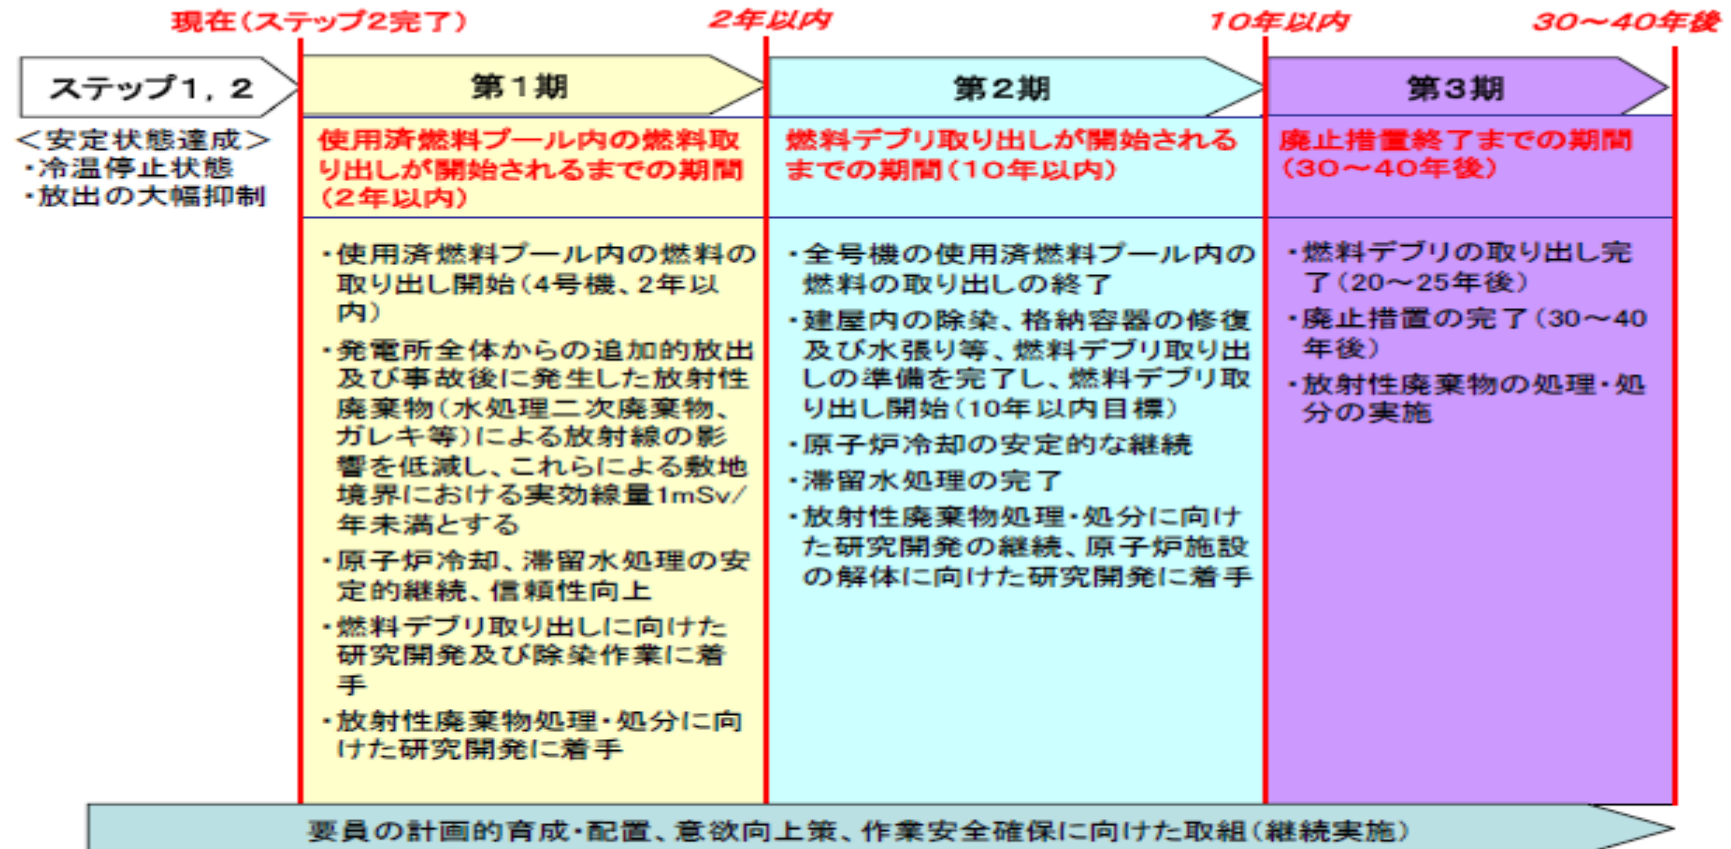 現在(ステップ2完了)
2年以内
10年以内
30～40年後
ステップ1, 2
第1期
第2期
第3期
＜安定状態達成＞
・冷温停止状態
・放出の大幅抑制
使用済燃料プール内の燃料取
り出しが開始されるまでの期間
(2年以内)
・使用済燃料プール内の燃料の
取り出し開始(4号機、2年以
内)
・発電所全体からの追加的放出
及び事故後に発生した放射性
廃棄物(水処理二次廃棄物、
ガレキ等)による放射線の影
響を低減し、これらによる敷地
境界における実効線量1mSv/
年未満とする
・原子炉冷却、滞留水処理の安
定的継続、信頼性向上
・燃料デブリ取り出しに向けた
研究開発及び除染作業に着
手
・放射性廃棄物処理・処分に向
けた研究開発に着手
燃料デブリ取り出しが開始される
までの期間(10年以内)
・全号機の使用済燃料プール内の
燃料の取り出しの終了
・建屋内の除染、格納容器の修復
及び水張り等、燃料デブリ取り出
しの準備を完了し、燃料デブリ取
り出し開始(10年以内目標)
・原子炉冷却の安定的な継続
・滞留水処理の完了
・放射性廃棄物処理・処分に向け
た研究開発の継続、原子炉施設
の解体に向けた研究開発に着手
廃止措置終了までの期間
(30～40年後)
・燃料デブリの取り出し完
了(20～25年後)
・廃止措置の完了(30～40
年後)
・放射性廃棄物の処理・処
分の実施
要員の計画的育成・配置、意欲向上策、作業安全確保に向けた取組(継続実施)